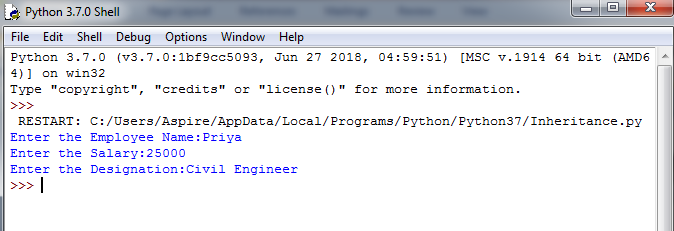 Python 3.7.0 Shell
File Edit Shell Debug Options Window Help
Python 3.7.0 (v3.7.0:1bf9cc5093, Jun 27 2018, 04:59:51) [MSC v.1914 64 bit (AMD6
4)] on win32
Type "copyright", "credits" or "license()" for more information.
>>>
RESTART: C:/Users/Aspire/AppData/Local/Programs/Python/Python37/Inheritance.py
Enter the Employee Name:Priya
Enter the Salary:25000
Enter the Designation:Civil Engineer
>>>